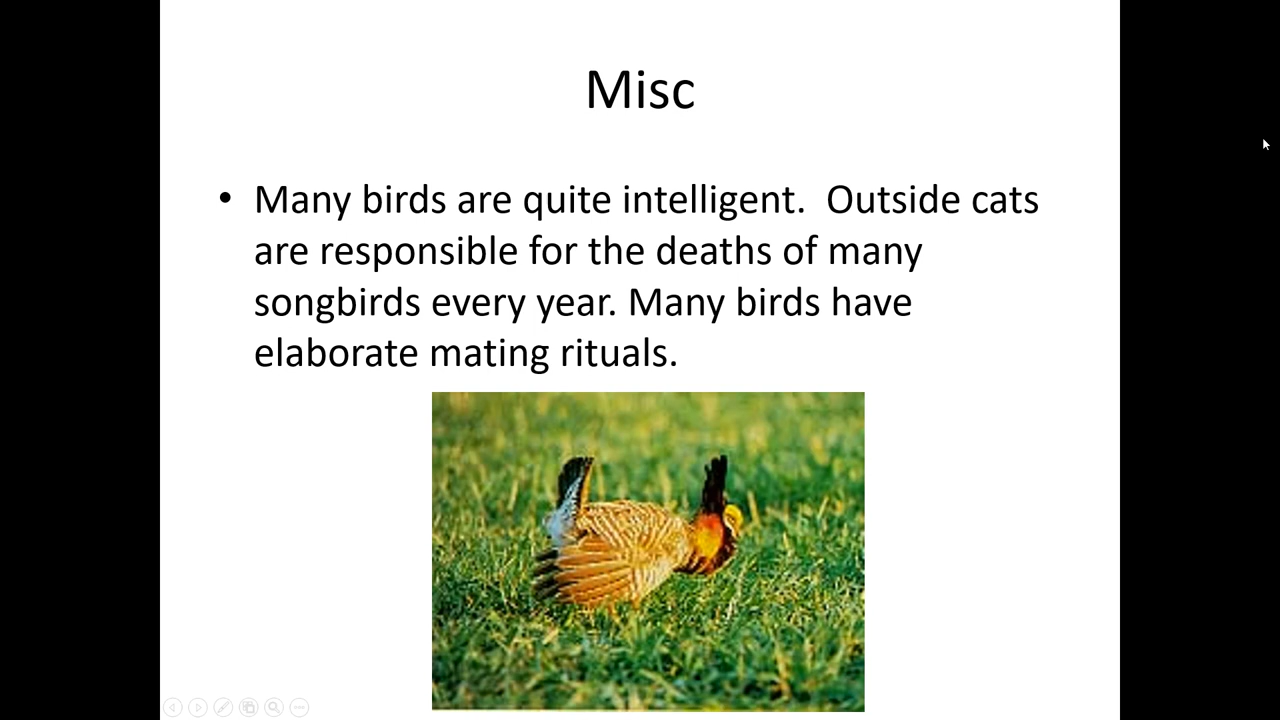 Misc
• Many birds are quite intelligent.  Outside cats
are responsible for the deaths of many
songbirds every year. Many birds have
elaborate mating rituals.